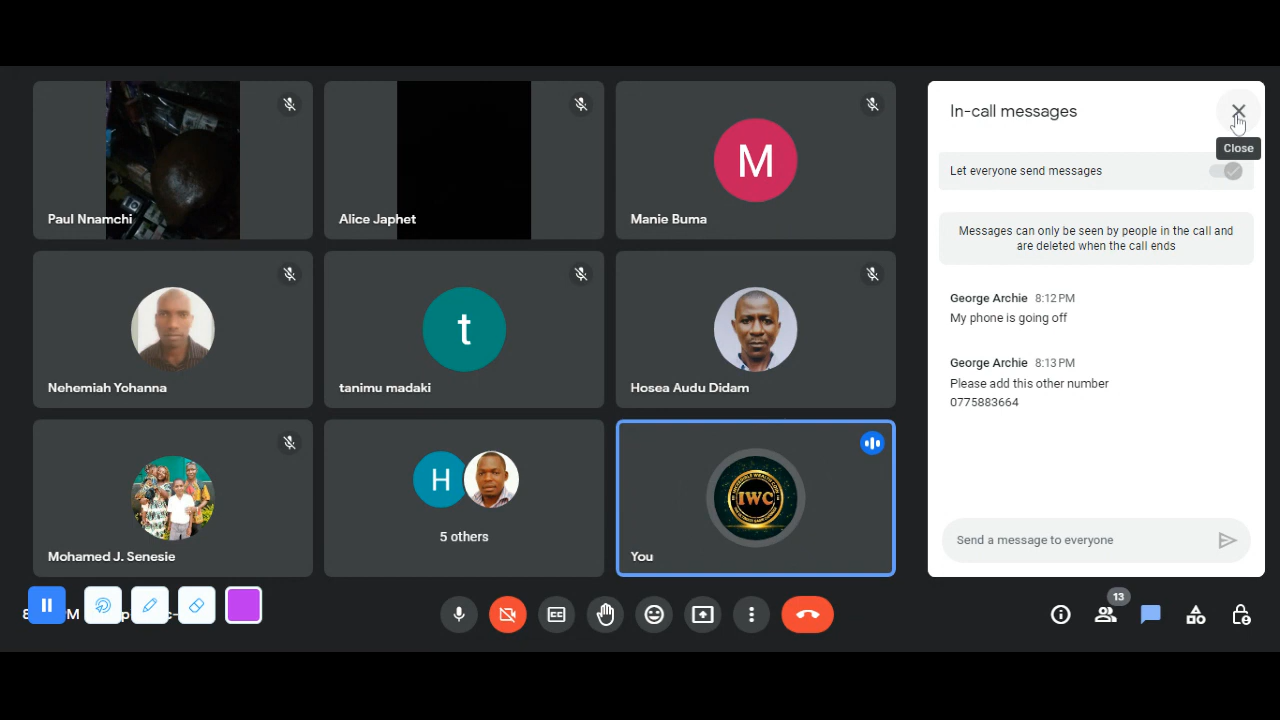 Paul Nnamchi
Alice Japhet
M
Manie Buma
Nehemiah Yohanna
t
tanimu madaki
Hosea Audu Didam
Mohamed J. Senesie
H
5 others
IWC
You
In-call messages
Close
Let everyone send messages
Messages can only be seen by people in the call and
are deleted when the call ends
George Archie 8:12 PM
My phone is going off
George Archie 8:13 PM
Please add this other number
0775883664
Send a message to everyone
13